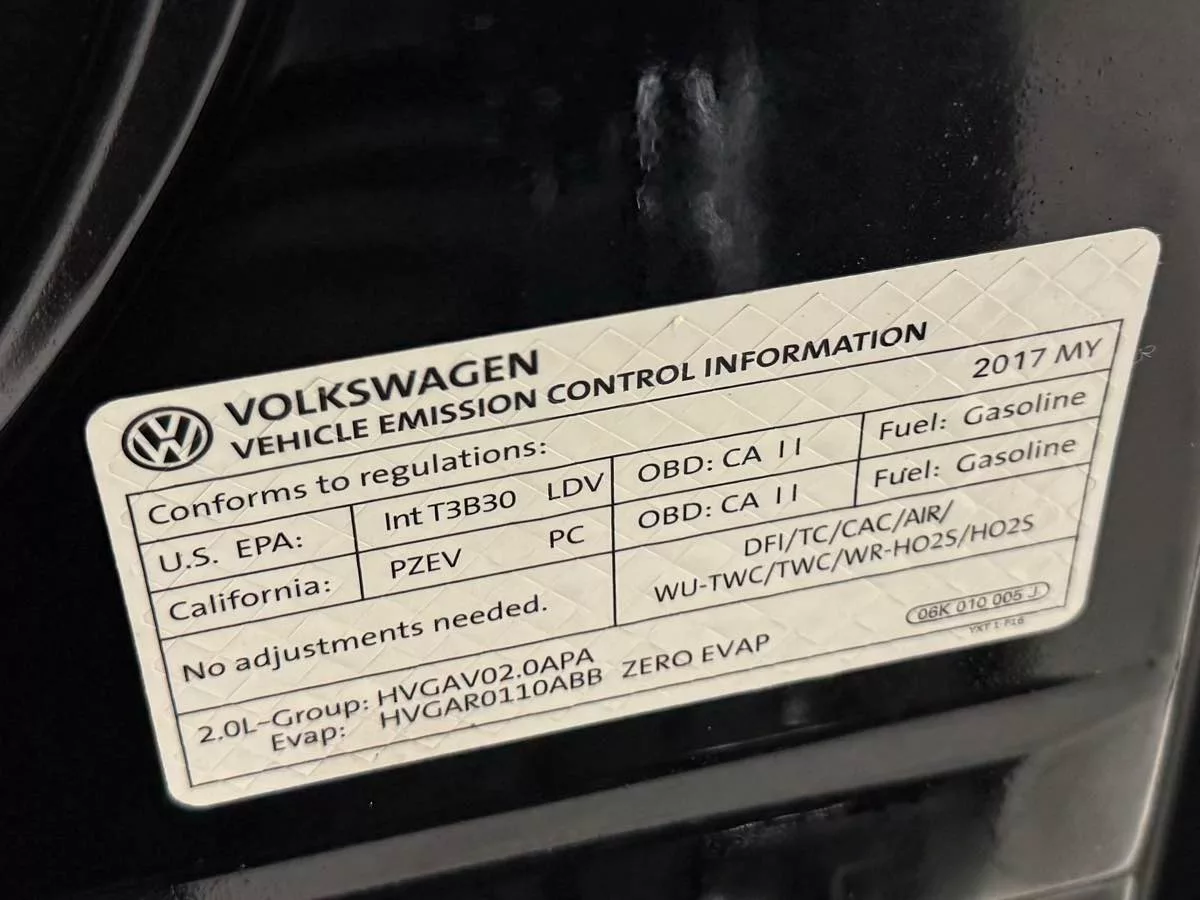 VOLKSWAGEN
VEHICLE EMISSION CONTROL INFORMATION
Conforms to regulations: 2017 MY
U.S. EPA: Int T3B30 LDV OBD: CA II Fuel: Gasoline
California: PZEV PC OBD: CA II Fuel: Gasoline
No adjustments needed. DFI/TC/CAC/AIR/
WU-TWC/TWC/WR-HO2S/HO2S
2.0L-Group: HVGAV02.0APA
Evap: HVGAR0110ABB ZERO EVAP
06K 010 005 J